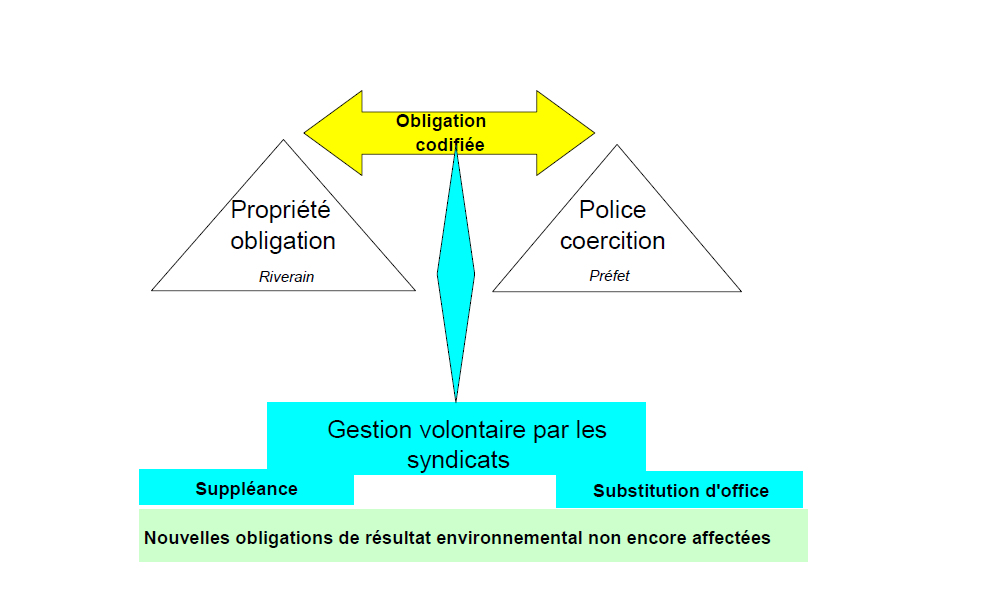 Obligation
codifiée
Propriété
obligation
Riverain
Police
coercition
Préfet
Gestion volontaire par les
syndicats
Suppléance
Substitution d'office
Nouvelles obligations de résultat environnemental non encore affectées